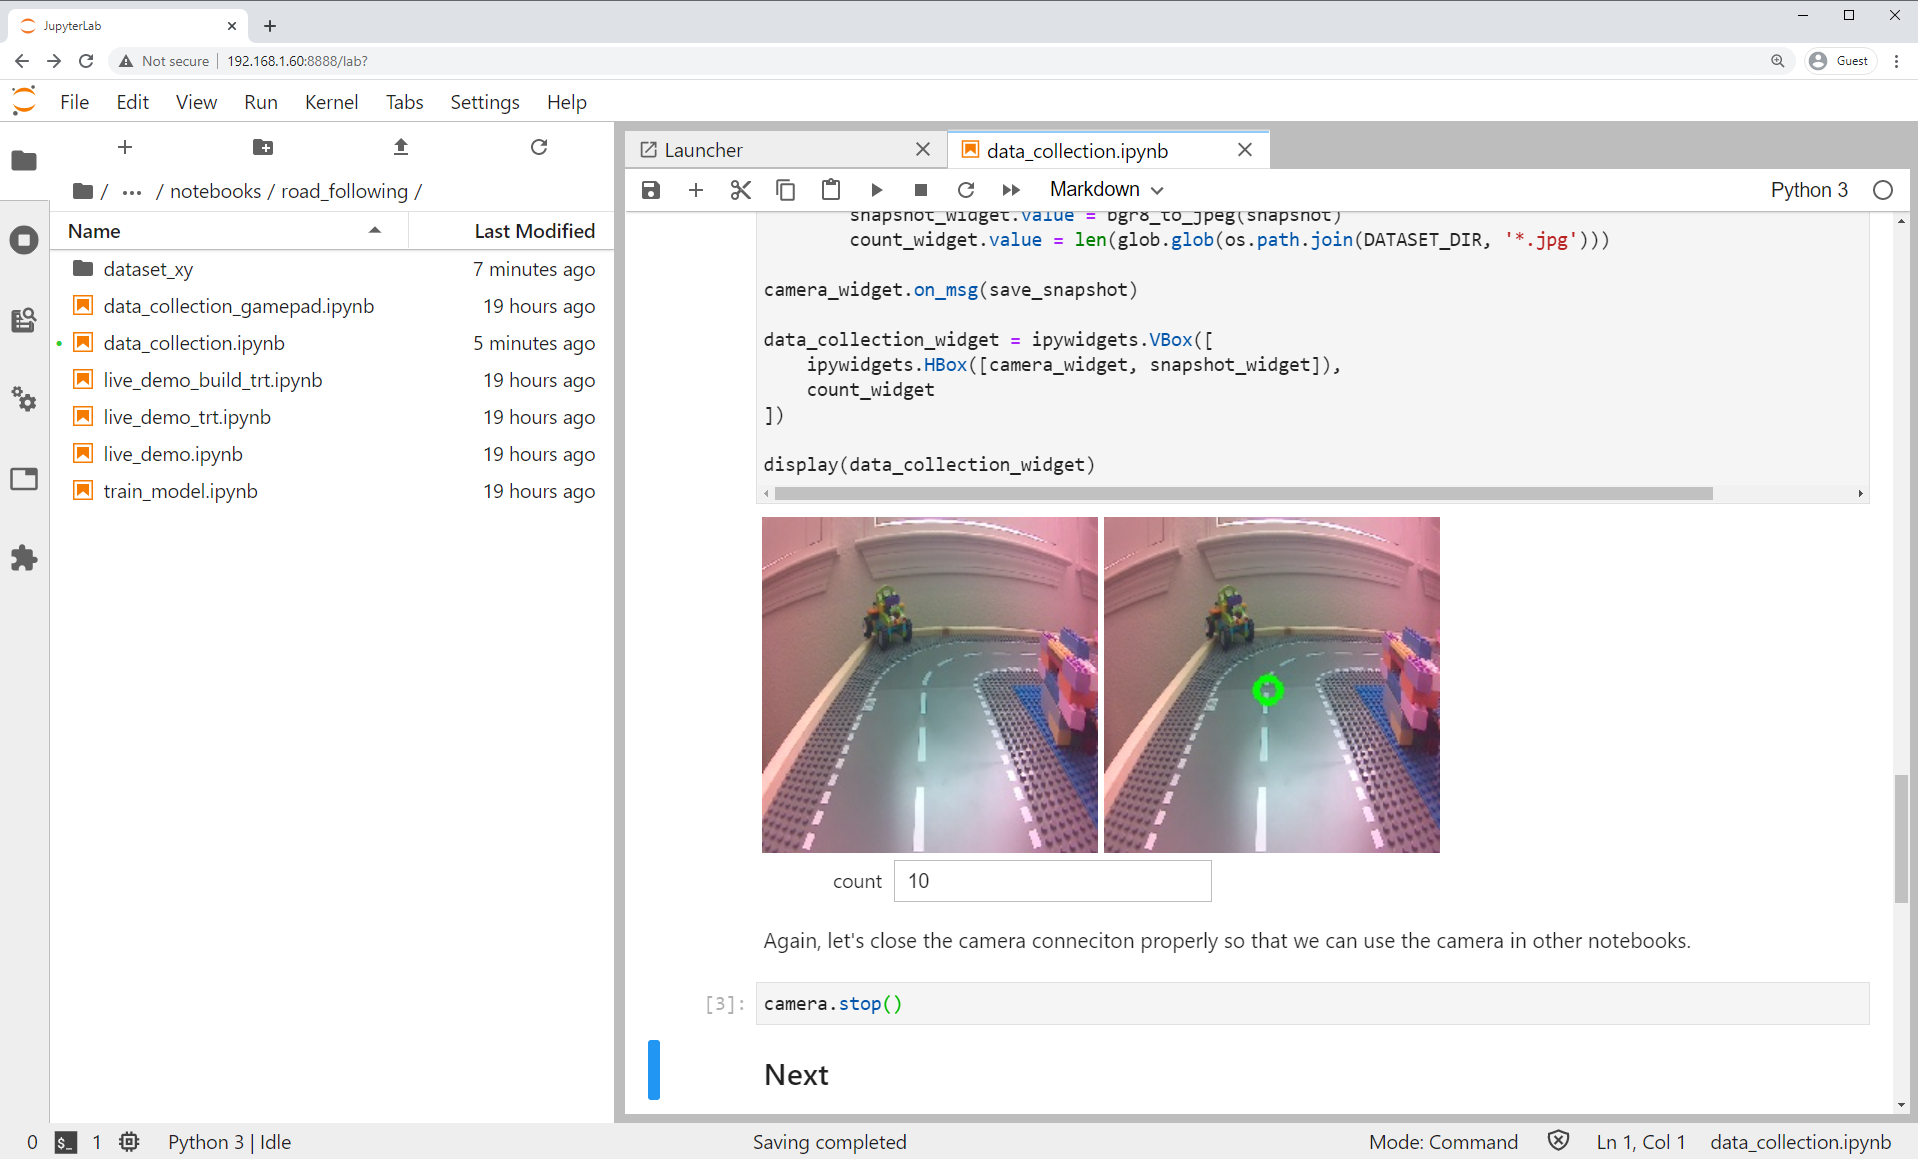 JupyterLab
Not secure
192.168.1.60:8888/lab?
Guest
File Edit View Run Kernel Tabs Settings Help
/ ··· / notebooks / road_following /
Name Last Modified
dataset_xy 7 minutes ago
data_collection_gamepad.ipynb 19 hours ago
data_collection.ipynb 5 minutes ago
live_demo_build_trt.ipynb 19 hours ago
live_demo_trt.ipynb 19 hours ago
live_demo.ipynb 19 hours ago
train_model.ipynb 19 hours ago
Launcher
data_collection.ipynb
Markdown
Python 3
snapshot_widget.value = bgr8_to_jpeg(snapshot)
count_widget.value = len(glob.glob(os.path.join(DATASET_DIR, '*.jpg')))
camera_widget.on_msg(save_snapshot)
data_collection_widget = ipywidgets.VBox([
ipywidgets.HBox([camera_widget, snapshot_widget]),
count_widget
])
display(data_collection_widget)
count 10
Again, let's close the camera conneciton properly so that we can use the camera in other notebooks.
[3]: camera.stop()
Next
0 $_ 1 Python 3 | Idle Saving completed Mode: Command Ln 1, Col 1 data_collection.ipynb